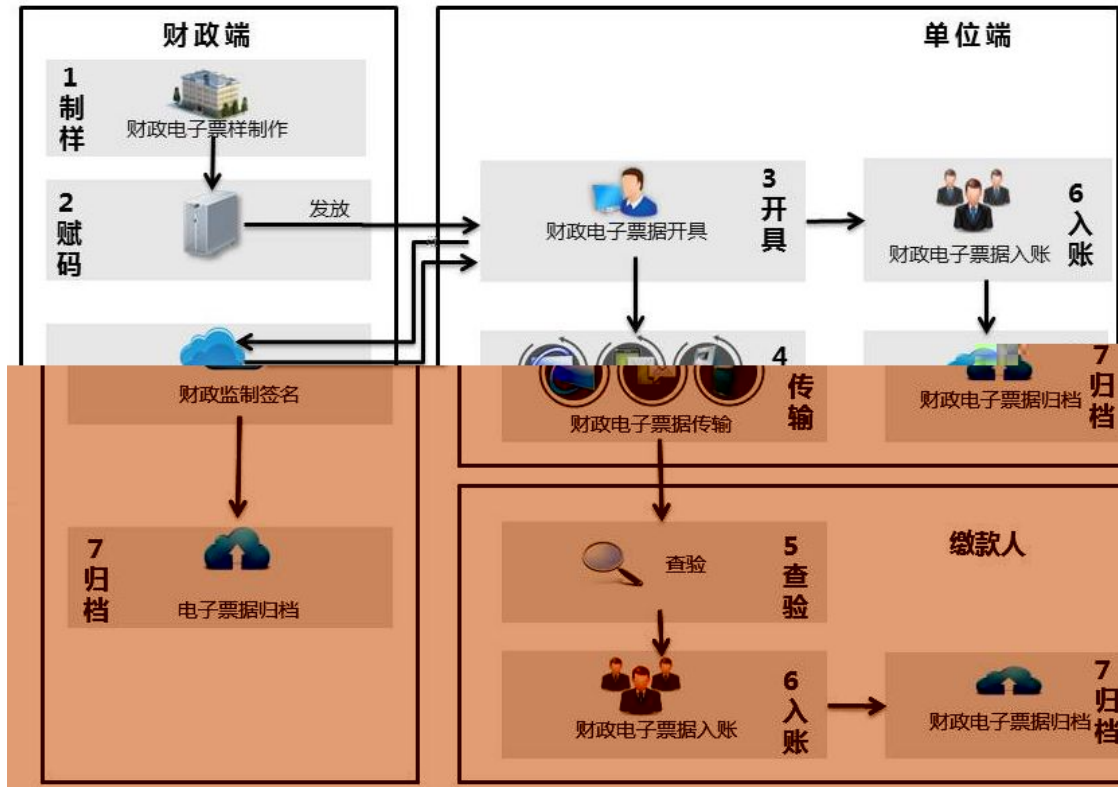 财政端
1
制
样
财政电子票样制作
2
赋
码
发放
财政监制签名
7
归
档
电子票据归档
单位端
财政电子票据开具
3
开
具
财政电子票据入账
6
入
账
财政电子票据传输
4
传
输
财政电子票据归档
7
归
档
缴款人
查验
5
查
验
财政电子票据入账
6
入
账
财政电子票据归档
7
归
档